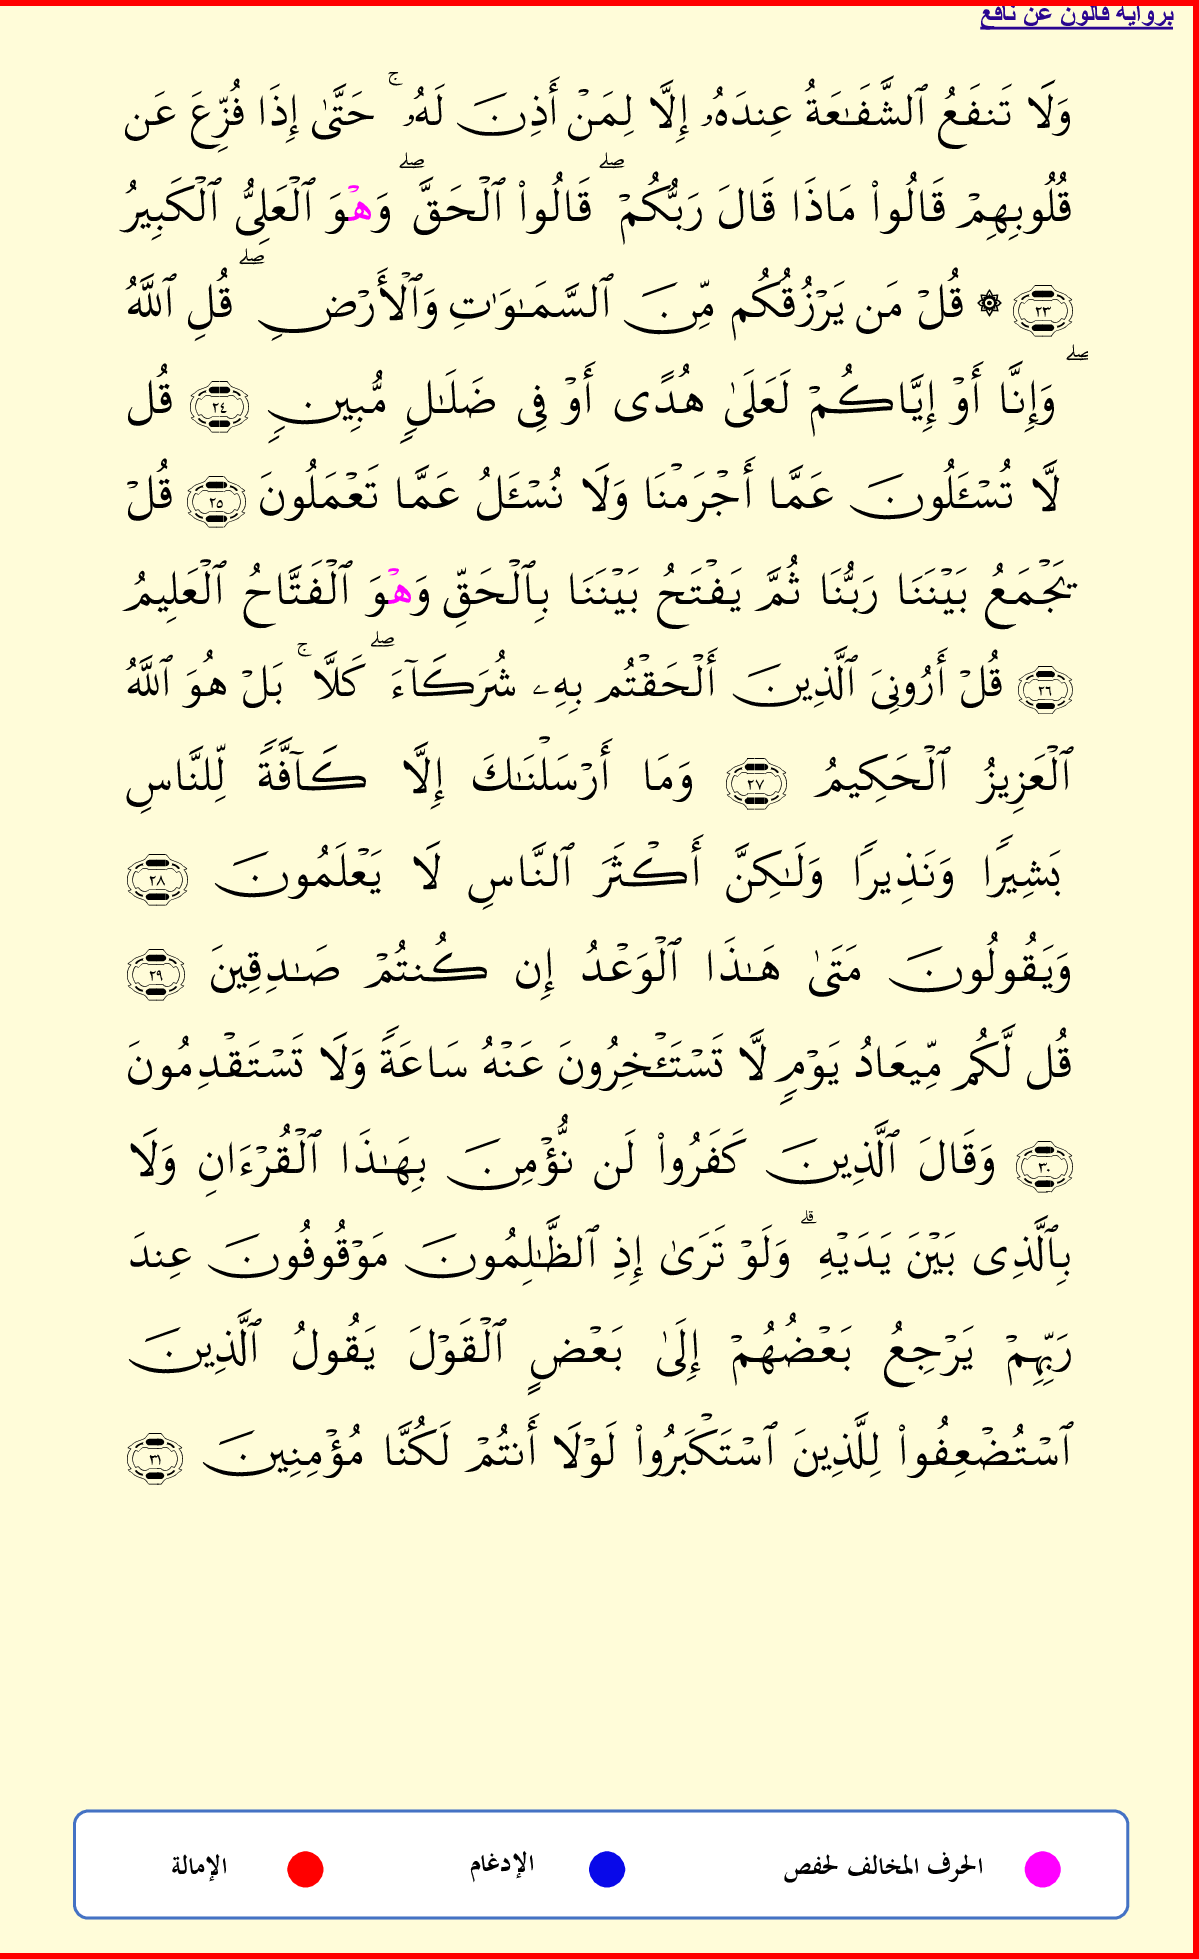 برواية قالون عن نافع
وَلَا تَنفَعُ ٱلشَّفَـٰعَةُ عِندَهُۥ إِلَّا لِمَنْ أَذِنَ لَهُۥ ۚ حَتَّىٰ إِذَا فُزِّعَ عَن
قُلُوبِهِمْ قَالُوا۟ مَاذَا قَالَ رَبُّكُمْ ۖ قَالُوا۟ ٱلْحَقَّ ۖ وَهْوَ ٱلْعَلِىُّ ٱلْكَبِيرُ
٢٣ ۞ قُلْ مَن يَرْزُقُكُم مِّنَ ٱلسَّمَـٰوَٰتِ وَٱلْأَرْضِ ۖ قُلِ ٱللَّهُ
ۖ وَإِنَّا أَوْ إِيَّاكُمْ لَعَلَىٰ هُدًى أَوْ فِى ضَلَـٰلٍ مُّبِينٍ ٢٤ قُل
لَّا تُسْـَٔلُونَ عَمَّا أَجْرَمْنَا وَلَا نُسْـَٔلُ عَمَّا تَعْمَلُونَ ٢٥ قُلْ
يَجْمَعُ بَيْنَنَا رَبُّنَا ثُمَّ يَفْتَحُ بَيْنَنَا بِٱلْحَقِّ وَهْوَ ٱلْفَتَّاحُ ٱلْعَلِيمُ
٢٦ قُلْ أَرُونِىَ ٱلَّذِينَ أَلْحَقْتُم بِهِۦ شُرَكَآءَ ۖ كَلَّا ۚ بَلْ هُوَ ٱللَّهُ
ٱلْعَزِيزُ ٱلْحَكِيمُ ٢٧ وَمَا أَرْسَلْنَـٰكَ إِلَّا كَآفَّةً لِّلنَّاسِ
بَشِيرًا وَنَذِيرًا وَلَـٰكِنَّ أَكْثَرَ ٱلنَّاسِ لَا يَعْلَمُونَ ٢٨
وَيَقُولُونَ مَتَىٰ هَـٰذَا ٱلْوَعْدُ إِن كُنتُمْ صَـٰدِقِينَ ٢٩
قُل لَّكُم مِّيعَادُ يَوْمٍ لَّا تَسْتَـْٔخِرُونَ عَنْهُ سَاعَةً وَلَا تَسْتَقْدِمُونَ
٣٠ وَقَالَ ٱلَّذِينَ كَفَرُوا۟ لَن نُّؤْمِنَ بِهَـٰذَا ٱلْقُرْءَانِ وَلَا
بِٱلَّذِى بَيْنَ يَدَيْهِ ۗ وَلَوْ تَرَىٰ إِذِ ٱلظَّـٰلِمُونَ مَوْقُوفُونَ عِندَ
رَبِّهِمْ يَرْجِعُ بَعْضُهُمْ إِلَىٰ بَعْضٍ ٱلْقَوْلَ يَقُولُ ٱلَّذِينَ
ٱسْتُضْعِفُوا۟ لِلَّذِينَ ٱسْتَكْبَرُوا۟ لَوْلَا أَنتُمْ لَكُنَّا مُؤْمِنِينَ ٣١
الحرف المخالف لحفص الإدغام الإمالة